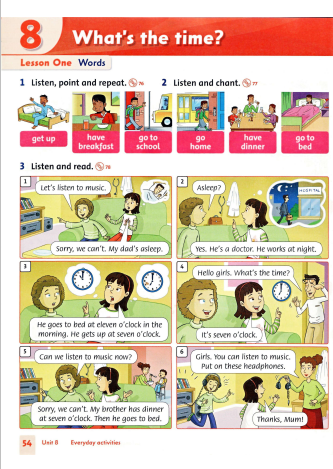 8 What's the time?
Lesson One Words
1 Listen, point and repeat. 76
2 Listen and chant. 77
get up
have breakfast
go to school
go home
have dinner
go to bed
3 Listen and read. 78
1
Let's listen to music.
Sorry, we can't. My dad's asleep.
2
Asleep?
HOSPITAL
Yes. He's a doctor. He works at night.
3
He goes to bed at eleven o'clock in the
morning. He gets up at seven o'clock.
4
Hello girls. What's the time?
It's seven o'clock.
5
Can we listen to music now?
Sorry, we can't. My brother has dinner
at seven o'clock. Then he goes to bed.
6
Girls. You can listen to music.
Put on these headphones.
Thanks, Mum!
54 Unit 8 Everyday activities